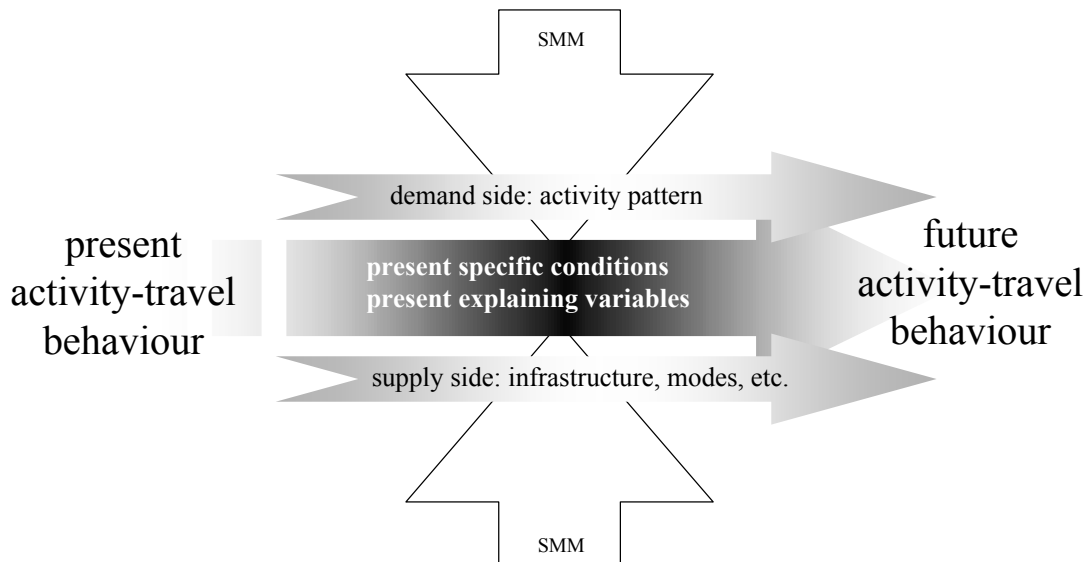 SMM
demand side: activity pattern
present
activity-travel
behaviour
present specific conditions
present explaining variables
future
activity-travel
behaviour
supply side: infrastructure, modes, etc.
SMM